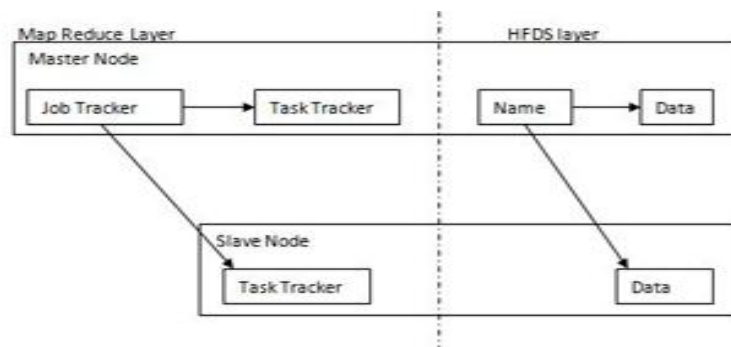 Map Reduce Layer
HFDS layer
Master Node
Job Tracker
Task Tracker
Name
Data
Slave Node
Task Tracker
Data